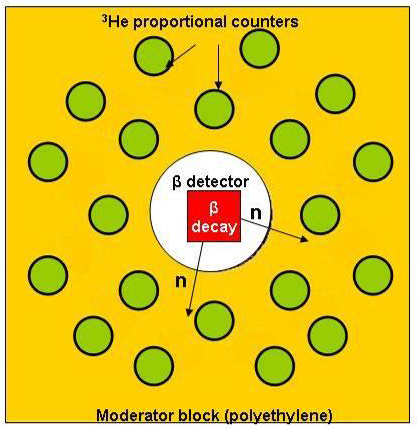 ³He proportional counters
β detector
β
decay
n
n
Moderator block (polyethylene)